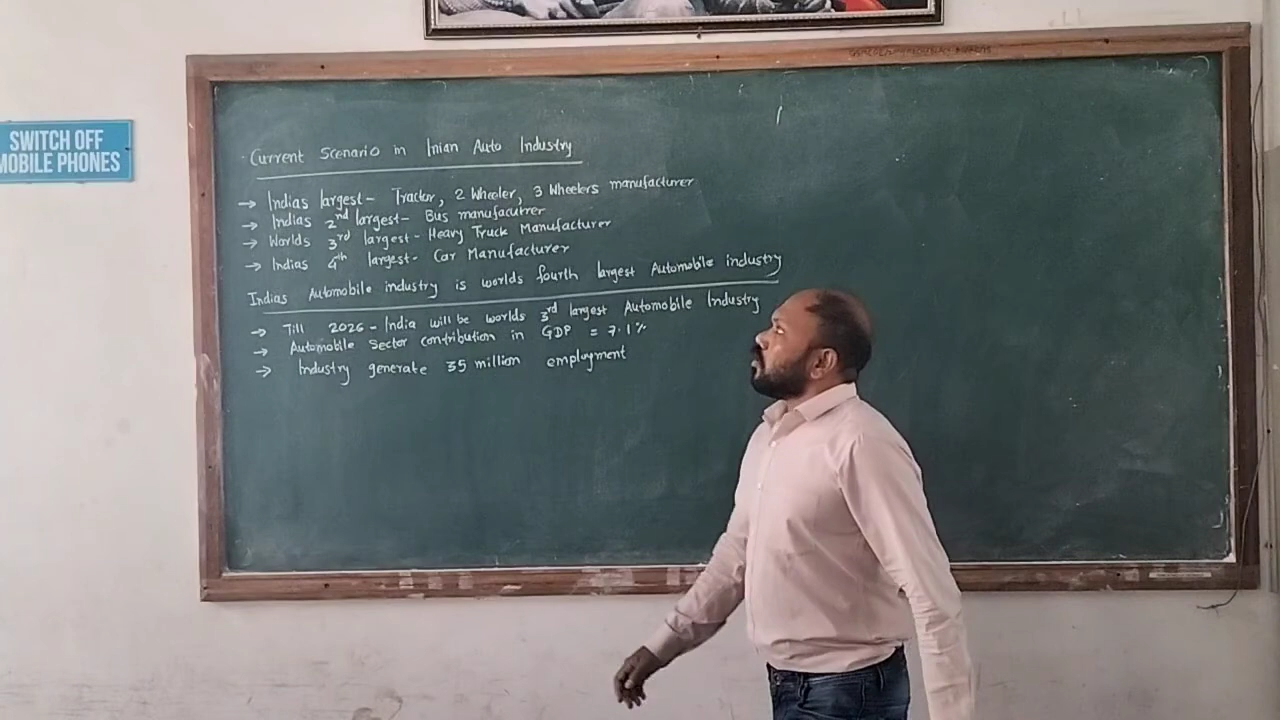 SWITCH OFF
MOBILE PHONES
Current Scenario in Inian Auto Industry
→ Indias largest - Tractor, 2 Wheeler, 3 Wheelers manufacturer
→ Indias 2nd largest - Bus manufacutrer
→ Worlds 3rd largest - Heavy Truck Manufacturer
→ Indias 4th largest - Car Manufacturer
Indias Automobile industry is worlds fourth largest Automobile industry
→ Till 2026 - India will be worlds 3rd largest Automobile Industry
→ Automobile Sector contribution in GDP = 7.1%
→ Industry generate 35 million employment